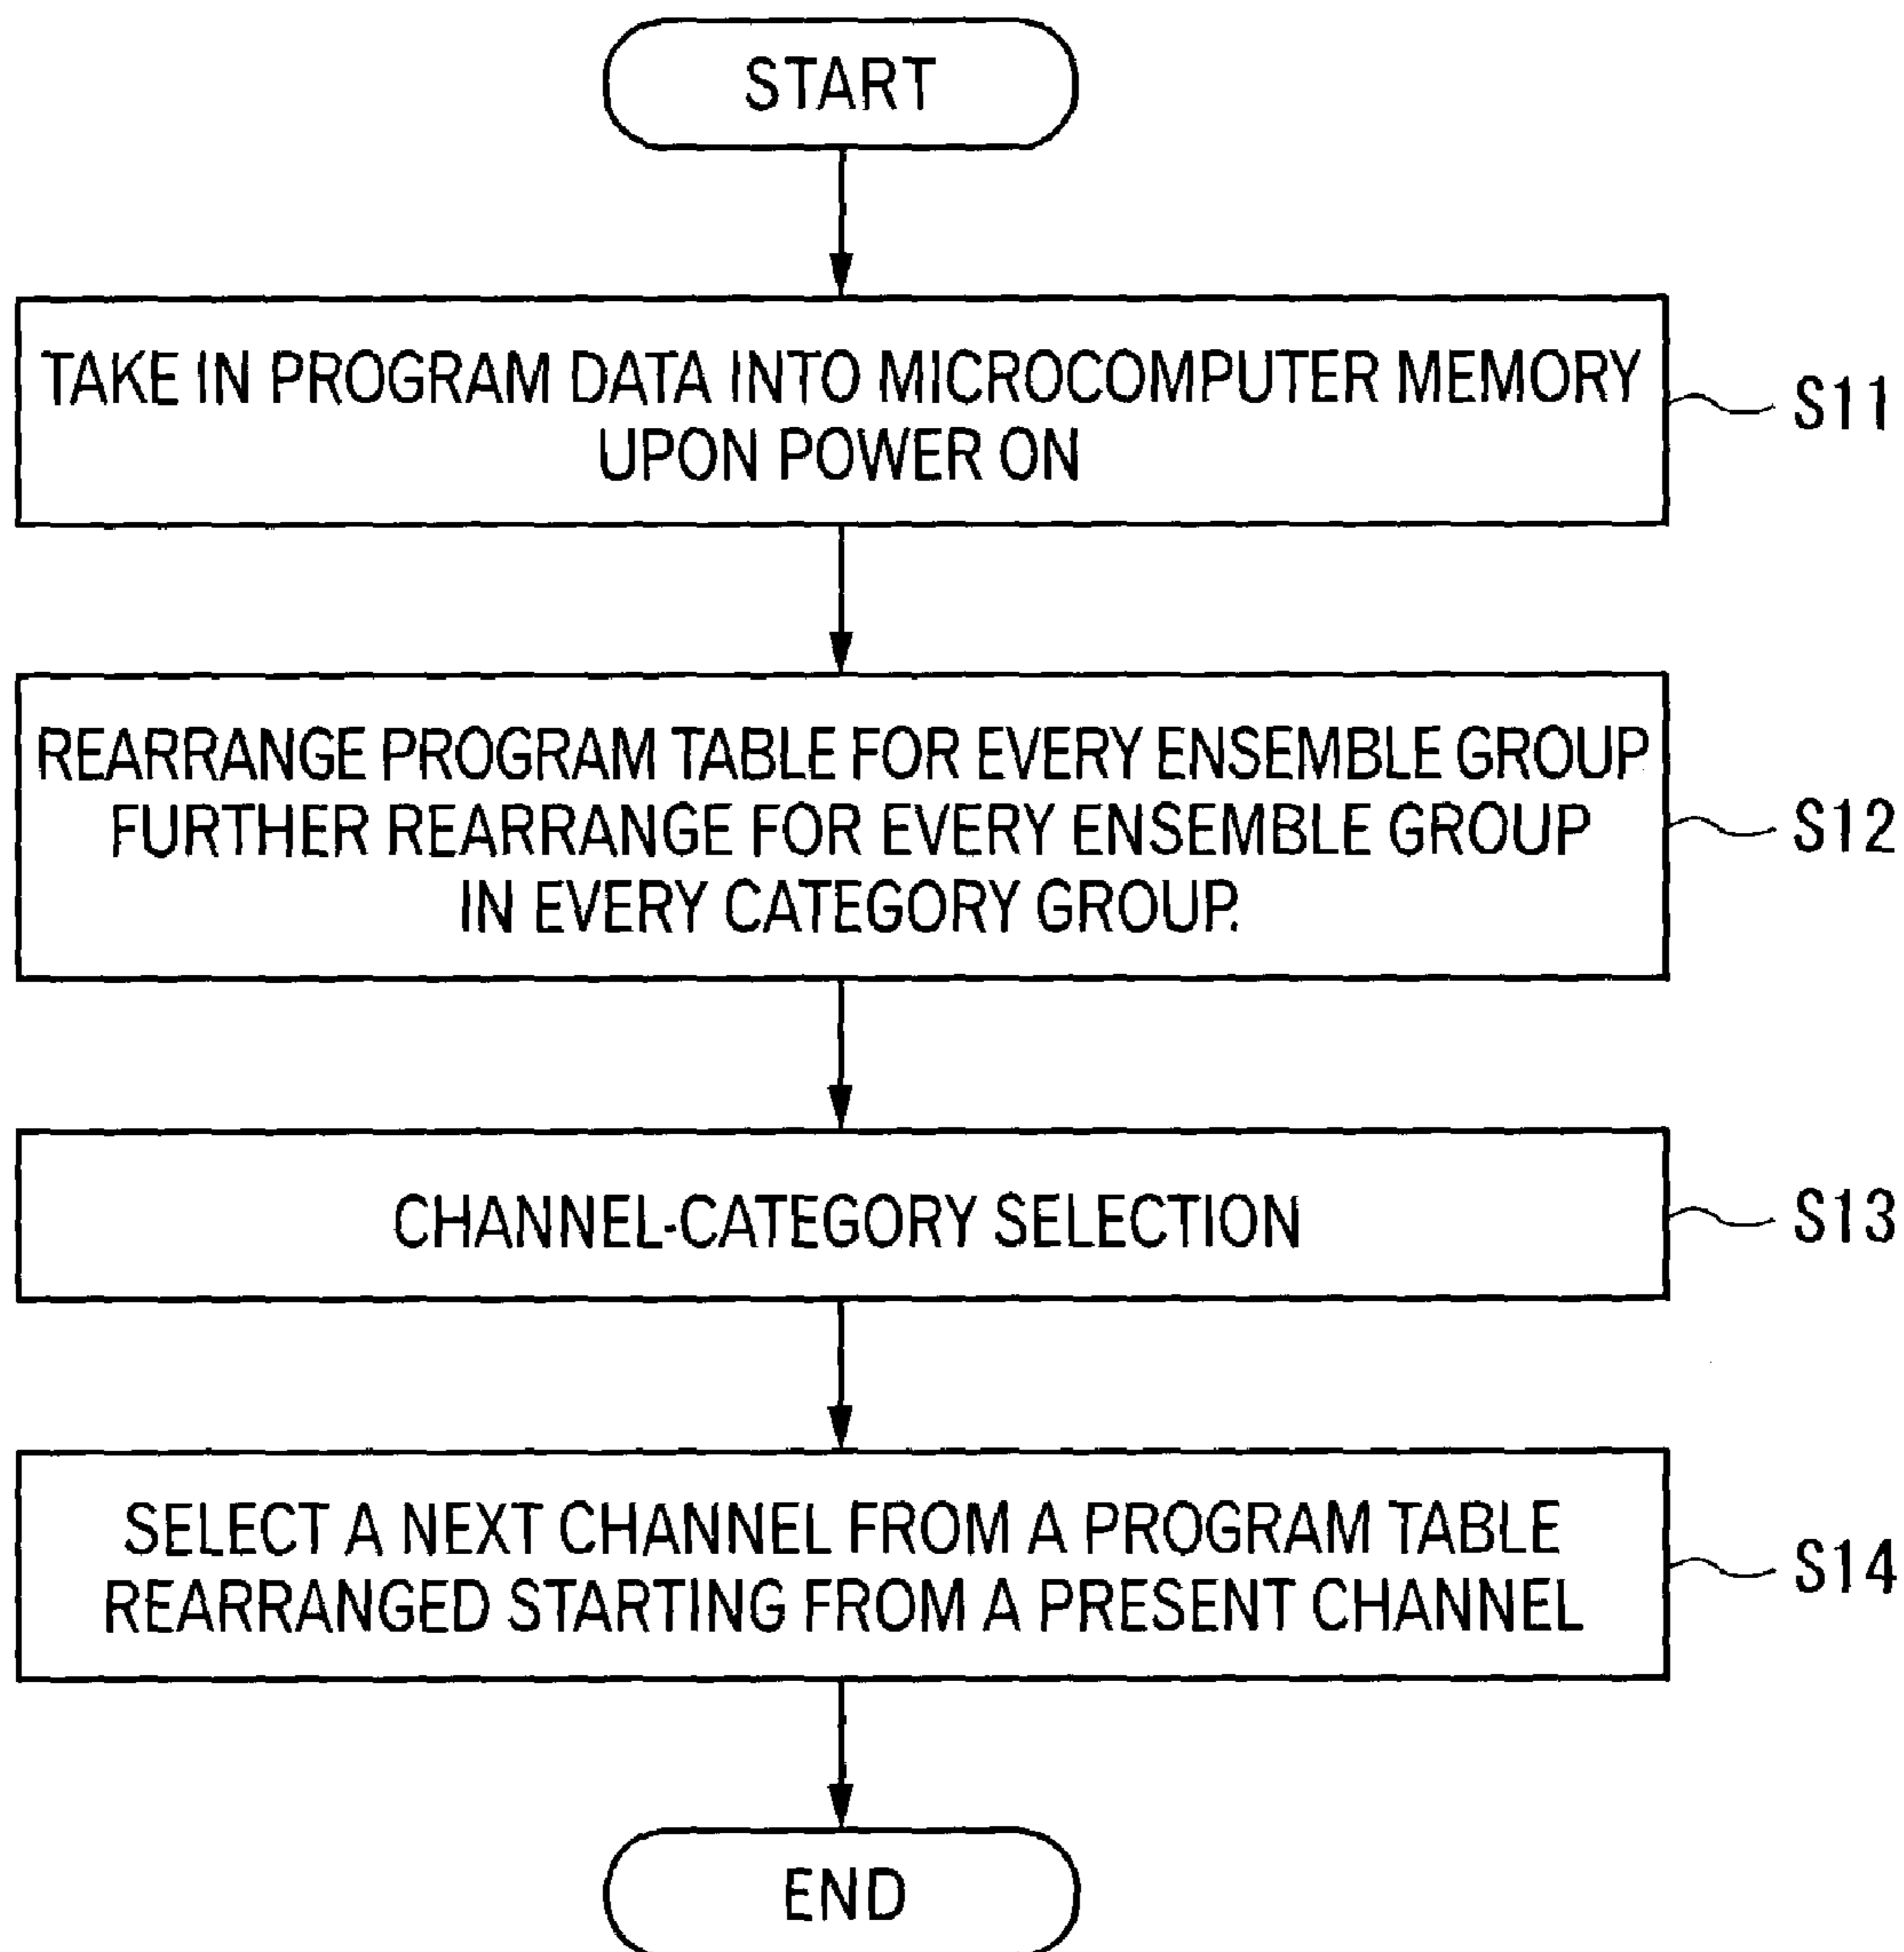 START
TAKE IN PROGRAM DATA INTO MICROCOMPUTER MEMORY
UPON POWER ON
S11
REARRANGE PROGRAM TABLE FOR EVERY ENSEMBLE GROUP
FURTHER REARRANGE FOR EVERY ENSEMBLE GROUP
IN EVERY CATEGORY GROUP.
S12
CHANNEL-CATEGORY SELECTION
S13
SELECT A NEXT CHANNEL FROM A PROGRAM TABLE
REARRANGED STARTING FROM A PRESENT CHANNEL
S14
END